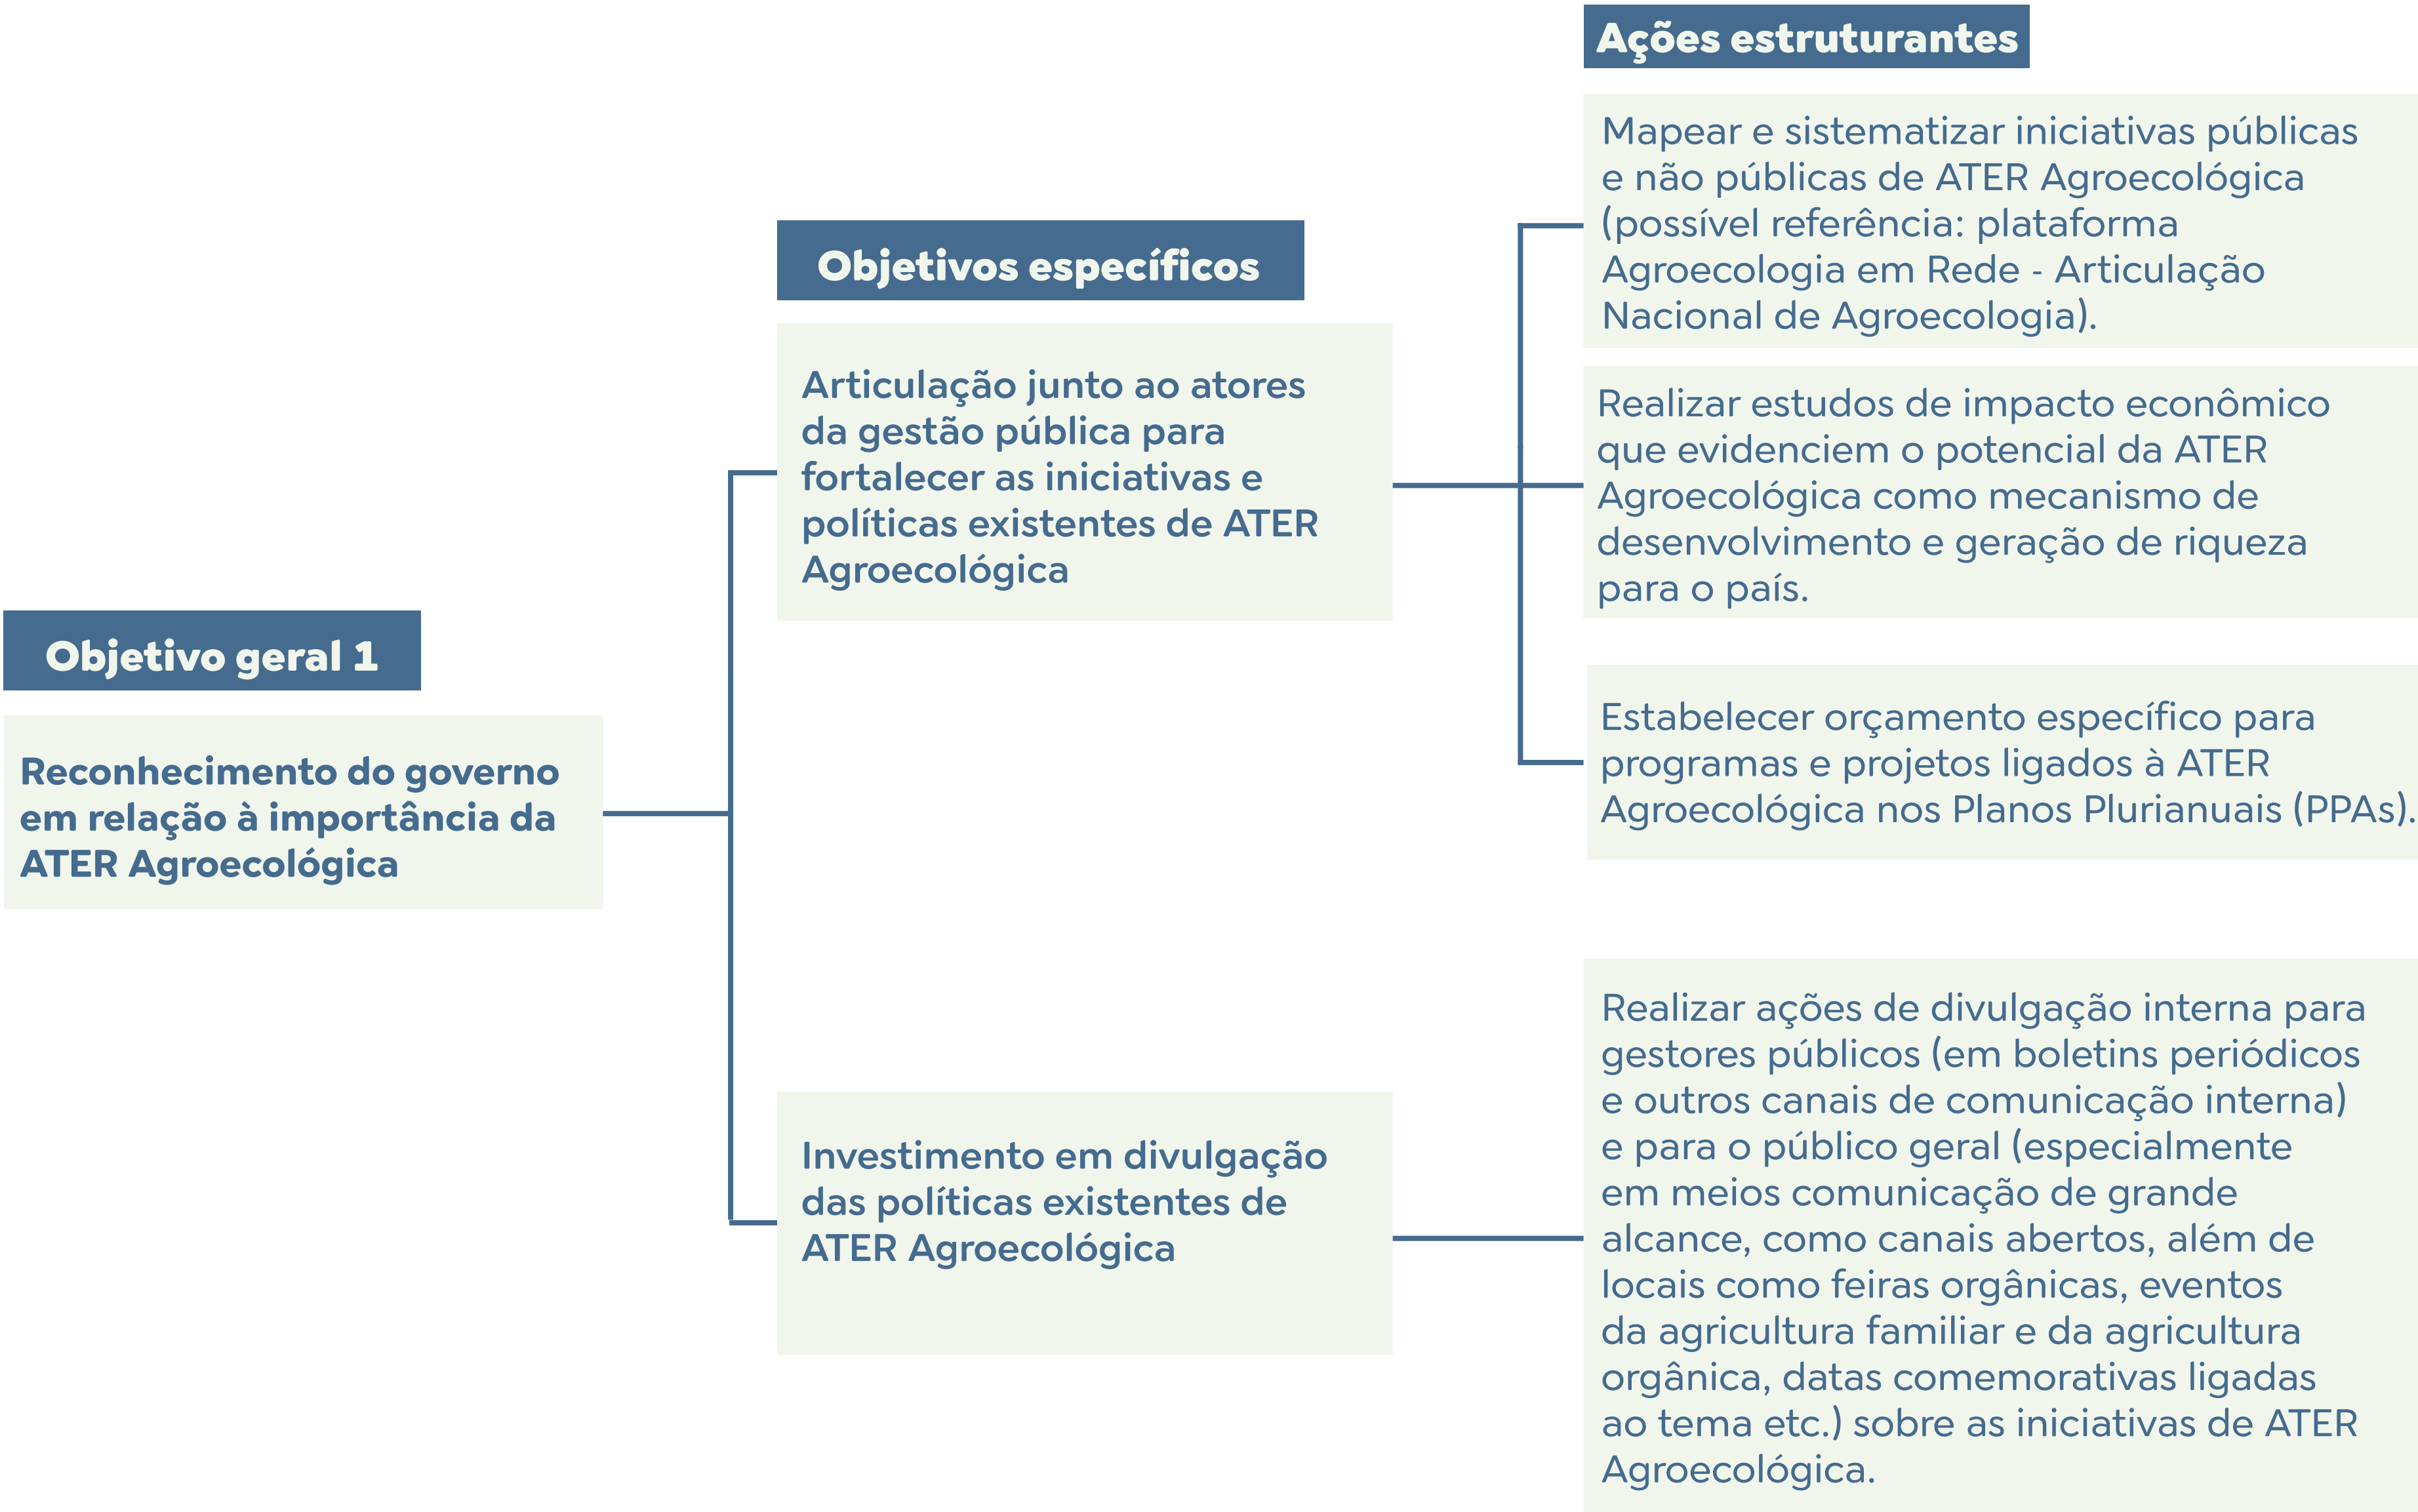 Objetivo geral 1
Reconhecimento do governo
em relação à importância da
ATER Agroecológica
Objetivos específicos
Articulação junto ao atores
da gestão pública para
fortalecer as iniciativas e
políticas existentes de ATER
Agroecológica
Investimento em divulgação
das políticas existentes de
ATER Agroecológica
Ações estruturantes
Mapear e sistematizar iniciativas públicas
e não públicas de ATER Agroecológica
(possível referência: plataforma
Agroecologia em Rede - Articulação
Nacional de Agroecologia).
Realizar estudos de impacto econômico
que evidenciem o potencial da ATER
Agroecológica como mecanismo de
desenvolvimento e geração de riqueza
para o país.
Estabelecer orçamento específico para
programas e projetos ligados à ATER
Agroecológica nos Planos Plurianuais (PPAs).
Realizar ações de divulgação interna para
gestores públicos (em boletins periódicos
e outros canais de comunicação interna)
e para o público geral (especialmente
em meios comunicação de grande
alcance, como canais abertos, além de
locais como feiras orgânicas, eventos
da agricultura familiar e da agricultura
orgânica, datas comemorativas ligadas
ao tema etc.) sobre as iniciativas de ATER
Agroecológica.